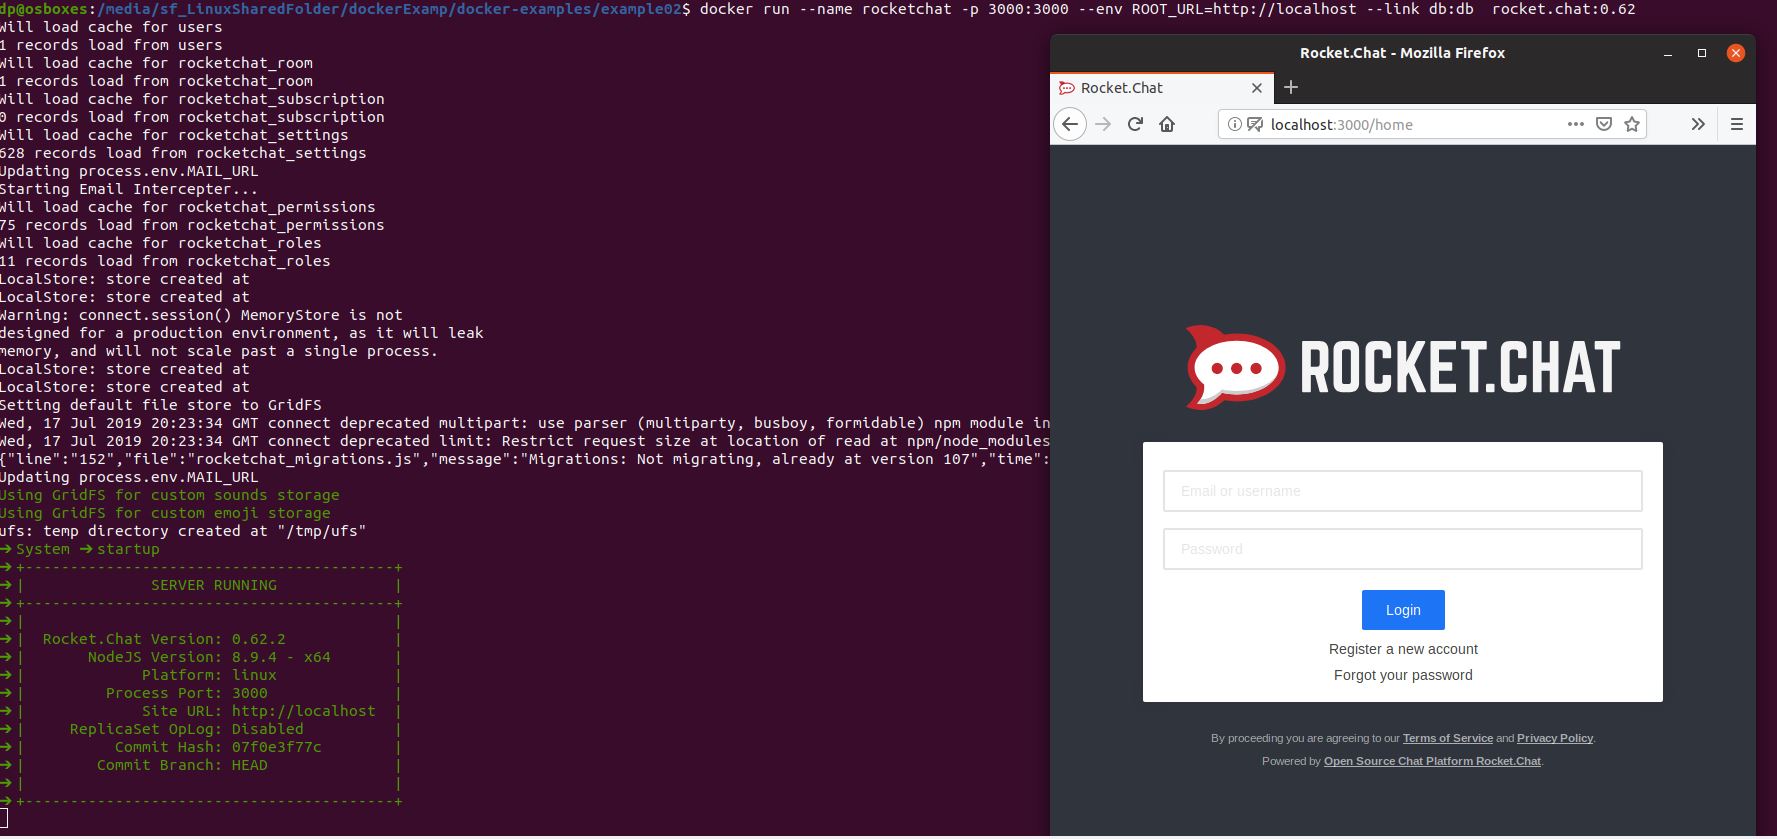 dp@osboxes:/media/sf_LinuxSharedFolder/dockerExamp/docker-examples/example02$ docker run --name rocketchat -p 3000:3000 --env ROOT_URL=http://localhost --link db:db  rocket.chat:0.62
Will load cache for users
1 records load from users
Will load cache for rocketchat_room
1 records load from rocketchat_room
Will load cache for rocketchat_subscription
0 records load from rocketchat_subscription
Will load cache for rocketchat_settings
628 records load from rocketchat_settings
Updating process.env.MAIL_URL
Starting Email Intercepter...
Will load cache for rocketchat_permissions
75 records load from rocketchat_permissions
Will load cache for rocketchat_roles
11 records load from rocketchat_roles
LocalStore: store created at
LocalStore: store created at
Warning: connect.session() MemoryStore is not
designed for a production environment, as it will leak
memory, and will not scale past a single process.
LocalStore: store created at
LocalStore: store created at
Setting default file store to GridFS
Wed, 17 Jul 2019 20:23:34 GMT connect deprecated multipart: use parser (multiparty, busboy, formidable) npm module in
Wed, 17 Jul 2019 20:23:34 GMT connect deprecated limit: Restrict request size at location of read at npm/node_modules
{"line":"152","file":"rocketchat_migrations.js","message":"Migrations: Not migrating, already at version 107","time":
Updating process.env.MAIL_URL
Using GridFS for custom sounds storage
Using GridFS for custom emoji storage
ufs: temp directory created at "/tmp/ufs"
➔ System ➔ startup
➔ +-----------------------------------------+
➔ |              SERVER RUNNING             |
➔ +-----------------------------------------+
➔ |                                         |
➔ |  Rocket.Chat Version: 0.62.2            |
➔ |       NodeJS Version: 8.9.4 - x64       |
➔ |             Platform: linux             |
➔ |         Process Port: 3000              |
➔ |             Site URL: http://localhost  |
➔ |     ReplicaSet OpLog: Disabled          |
➔ |          Commit Hash: 07f0e3f77c        |
➔ |        Commit Branch: HEAD              |
➔ |                                         |
➔ +-----------------------------------------+
Rocket.Chat - Mozilla Firefox
Rocket.Chat
localhost:3000/home
ROCKET.CHAT
Email or username
Password
Login
Register a new account
Forgot your password
By proceeding you are agreeing to our Terms of Service and Privacy Policy.
Powered by Open Source Chat Platform Rocket.Chat.